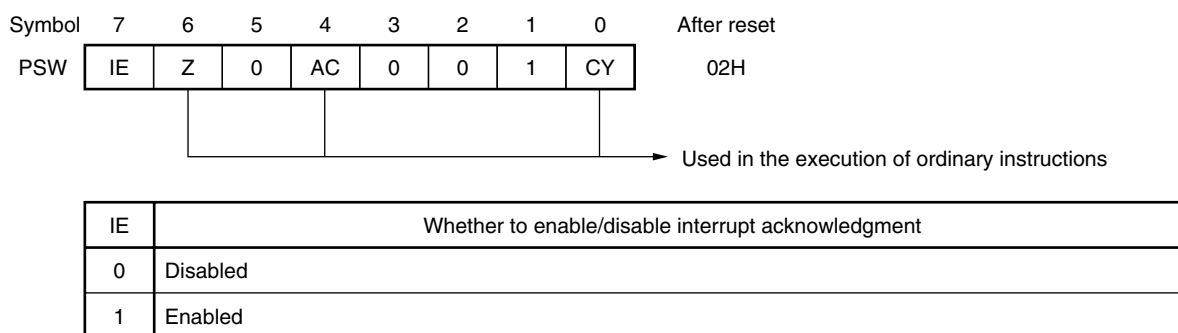 Symbol 7 6 5 4 3 2 1 0 After reset
PSW IE Z 0 AC 0 0 1 CY 02H
Used in the execution of ordinary instructions
IE Whether to enable/disable interrupt acknowledgment
0 Disabled
1 Enabled